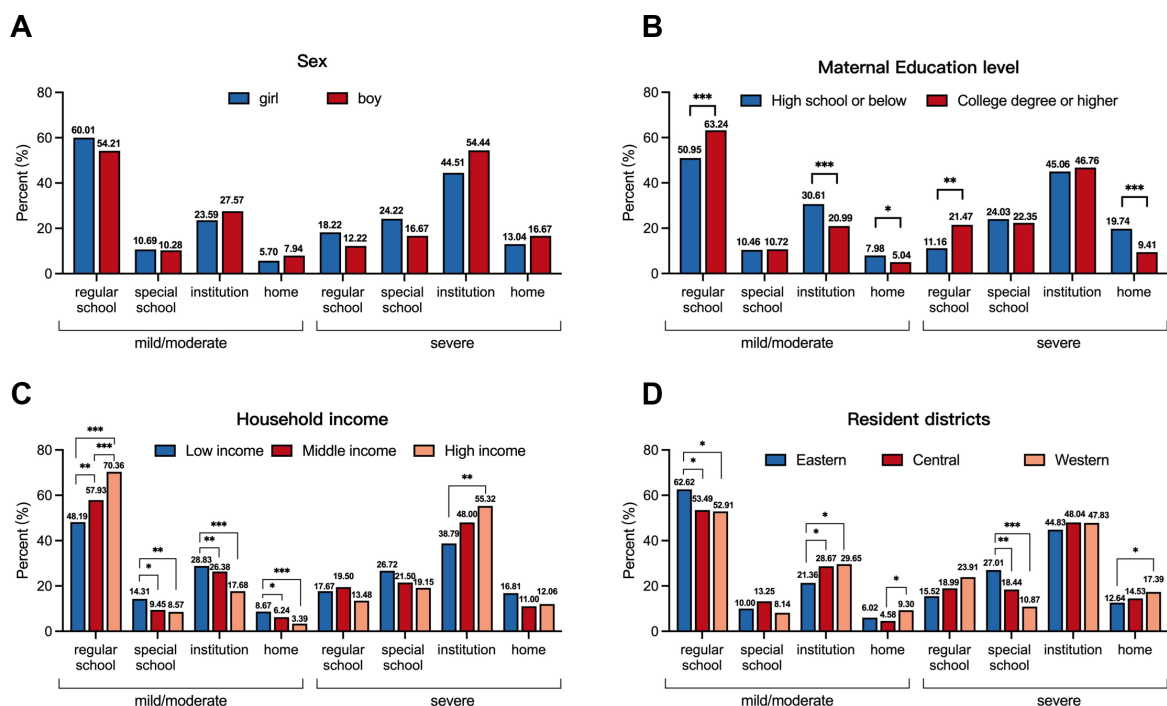 A
Sex
girl
boy
Percent (%)
80
60
40
20
0
60.01
54.21
10.69
10.28
23.59
27.57
5.70
7.94
18.22
12.22
24.22
16.67
44.51
54.44
13.04
16.67
regular school
special school
institution
home
regular school
special school
institution
home
mild/moderate
severe
B
Maternal Education level
High school or below
College degree or higher
Percent (%)
80
60
40
20
0
***
50.95
63.24
10.46
10.72
***
30.61
20.99
*
7.98
5.04
**
11.16
21.47
24.03
22.35
45.06
46.76
***
19.74
9.41
regular school
special school
institution
home
regular school
special school
institution
home
mild/moderate
severe
C
Household income
Low income
Middle income
High income
Percent (%)
80
60
40
20
0
***
***
**
48.19
57.93
70.36
**
*
14.31
9.45
8.57
***
**
28.83
26.38
17.68
***
*
8.67
6.24
3.39
17.67
19.50
13.48
26.72
21.50
19.15
**
38.79
48.00
55.32
16.81
11.00
12.06
regular school
special school
institution
home
regular school
special school
institution
home
mild/moderate
severe
D
Resident districts
Eastern
Central
Western
Percent (%)
80
60
40
20
0
*
*
62.62
53.49
52.91
10.00
13.25
8.14
*
*
21.36
28.67
29.65
*
6.02
4.58
9.30
15.52
18.99
23.91
***
**
27.01
18.44
10.87
44.83
48.04
47.83
*
12.64
14.53
17.39
regular school
special school
institution
home
regular school
special school
institution
home
mild/moderate
severe